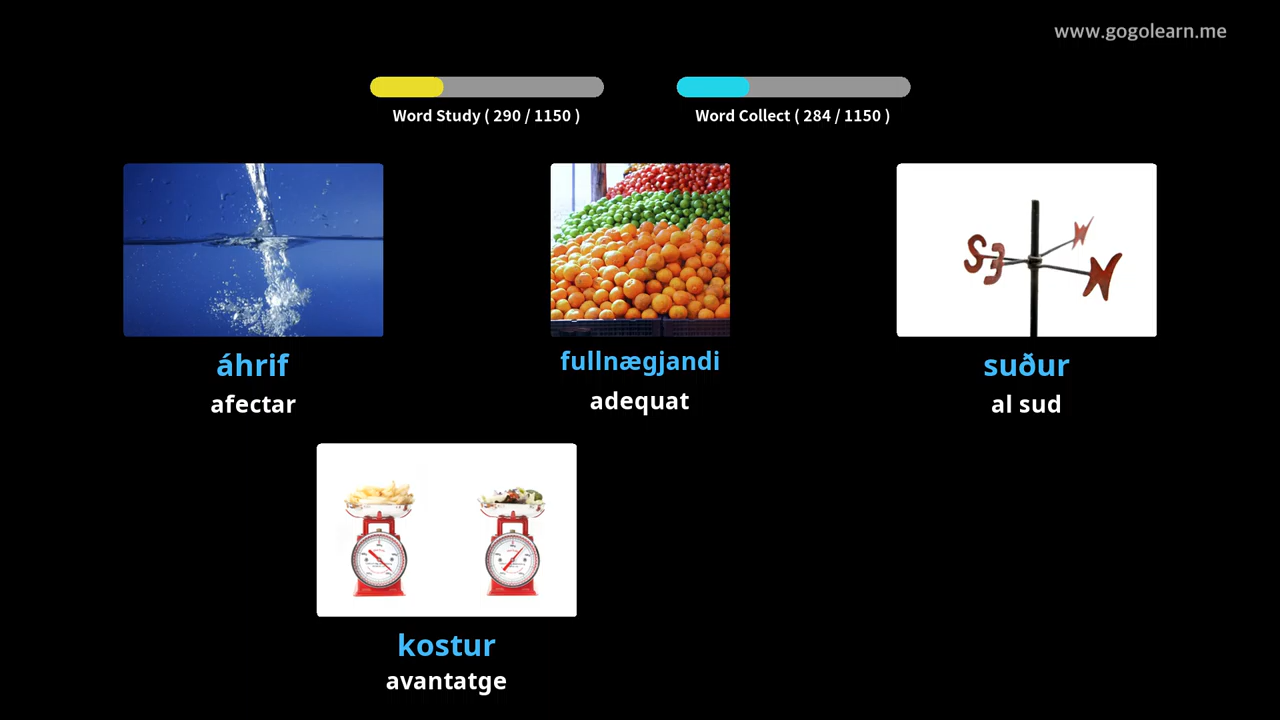 www.gogolearn.me
Word Study ( 290 / 1150 )
Word Collect ( 284 / 1150 )
S
E
N
W
áhrif
fullnægjandi
suður
afectar
adequat
al sud
kostur
avantatge